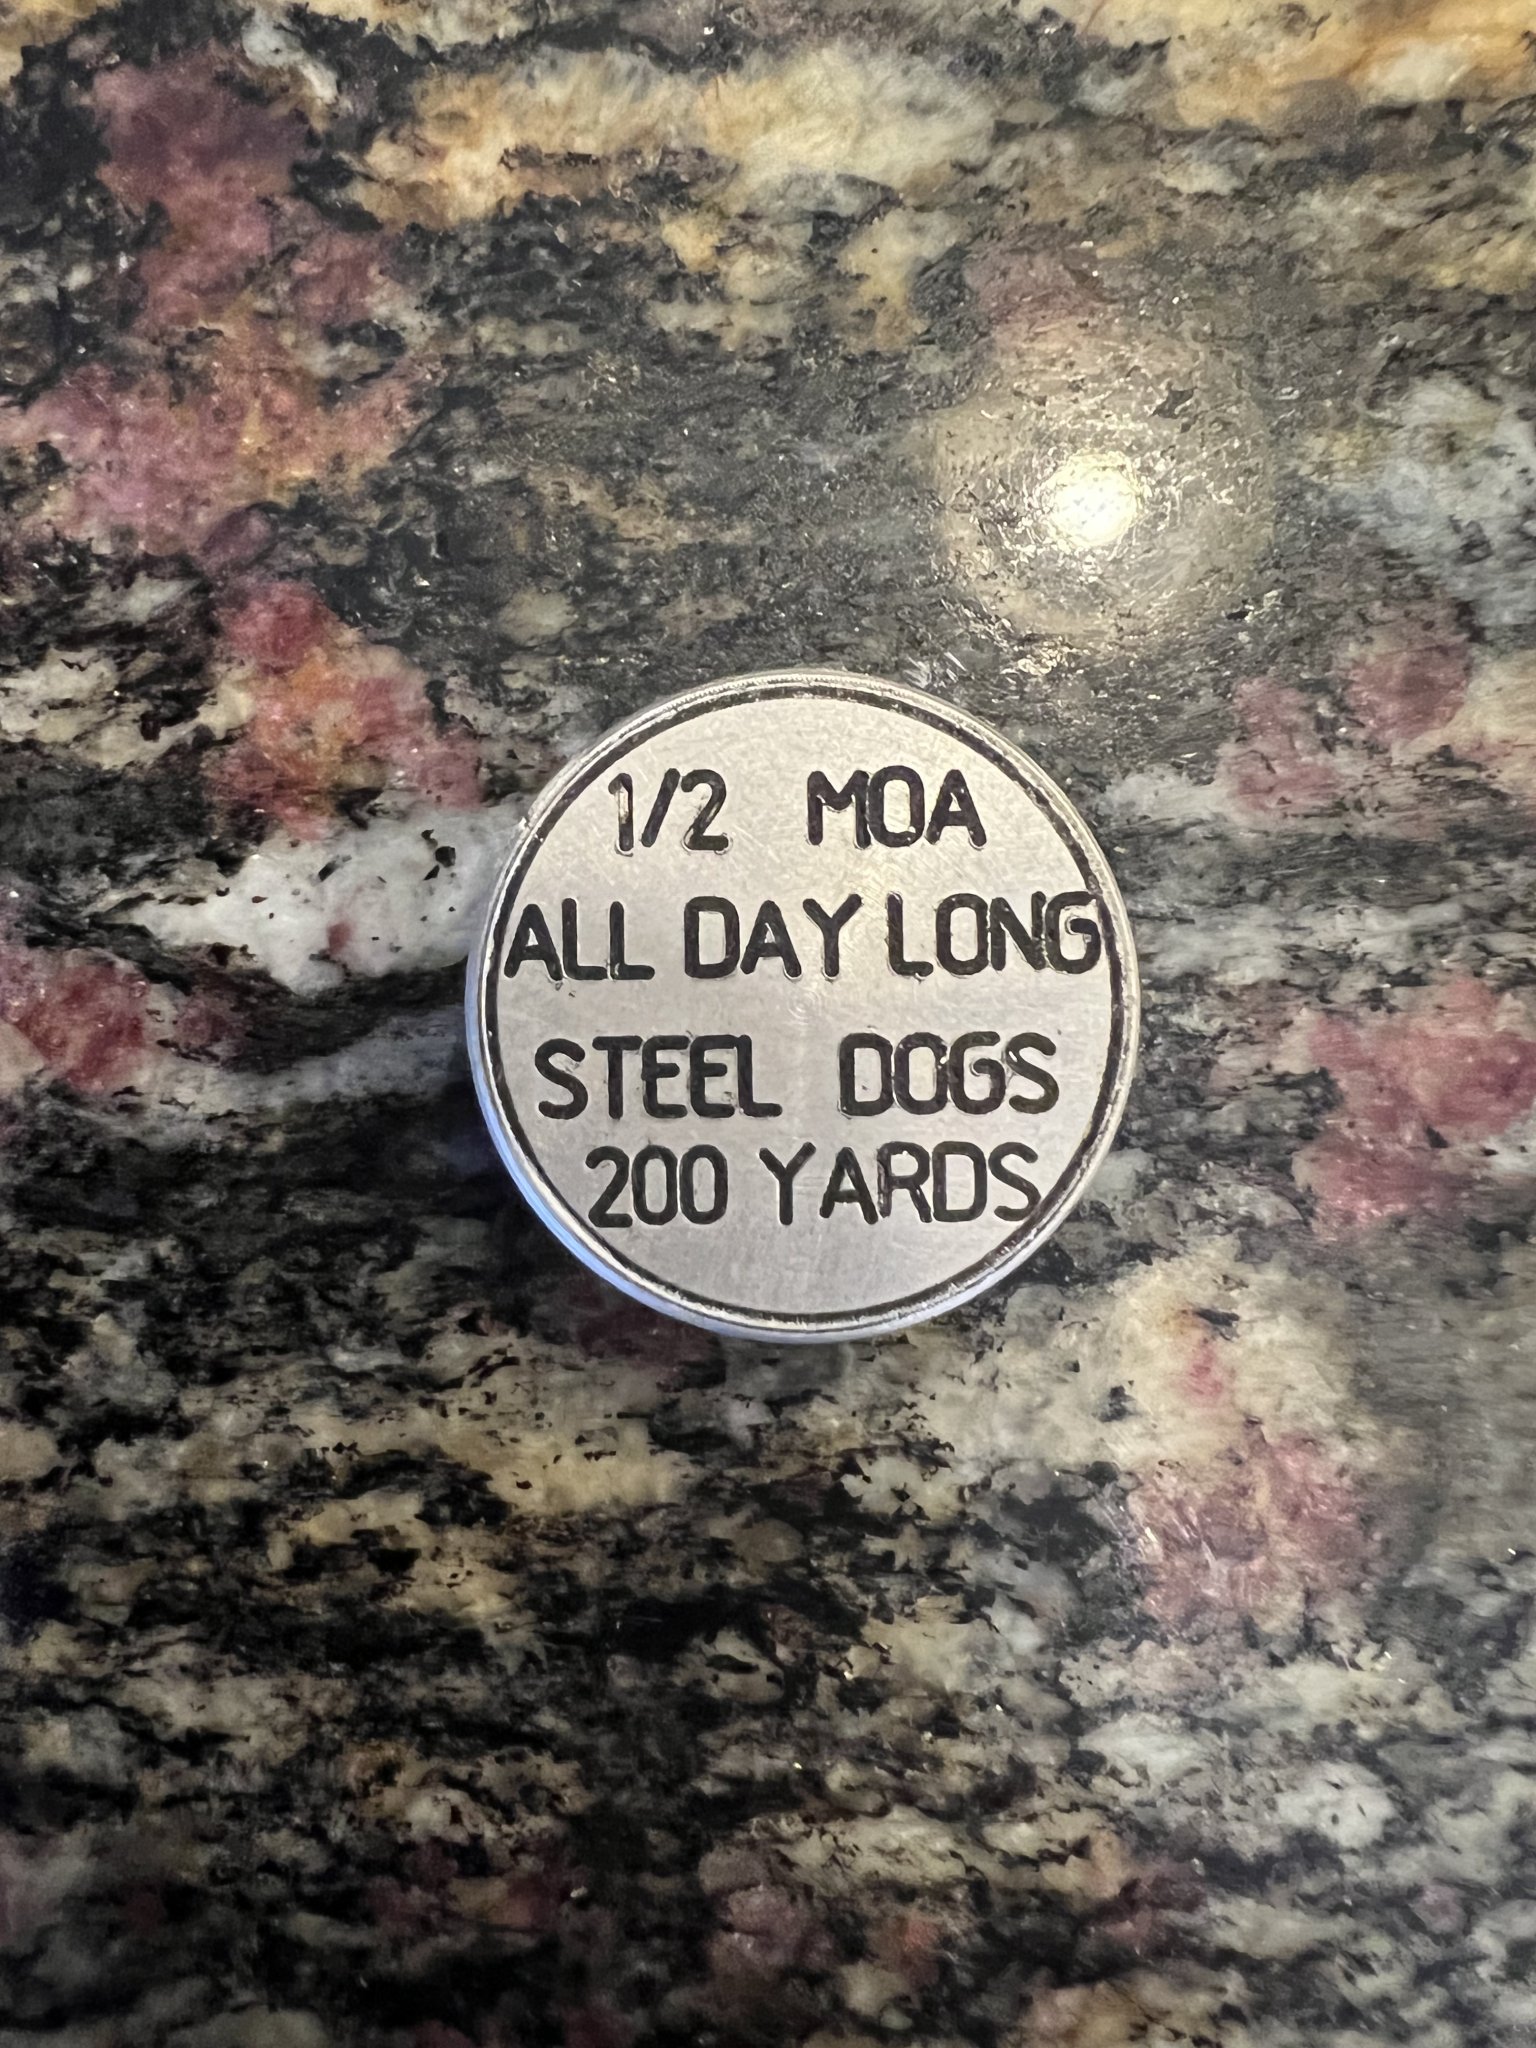 1/2 MOA
ALL DAY LONG
STEEL DOGS
200 YARDS